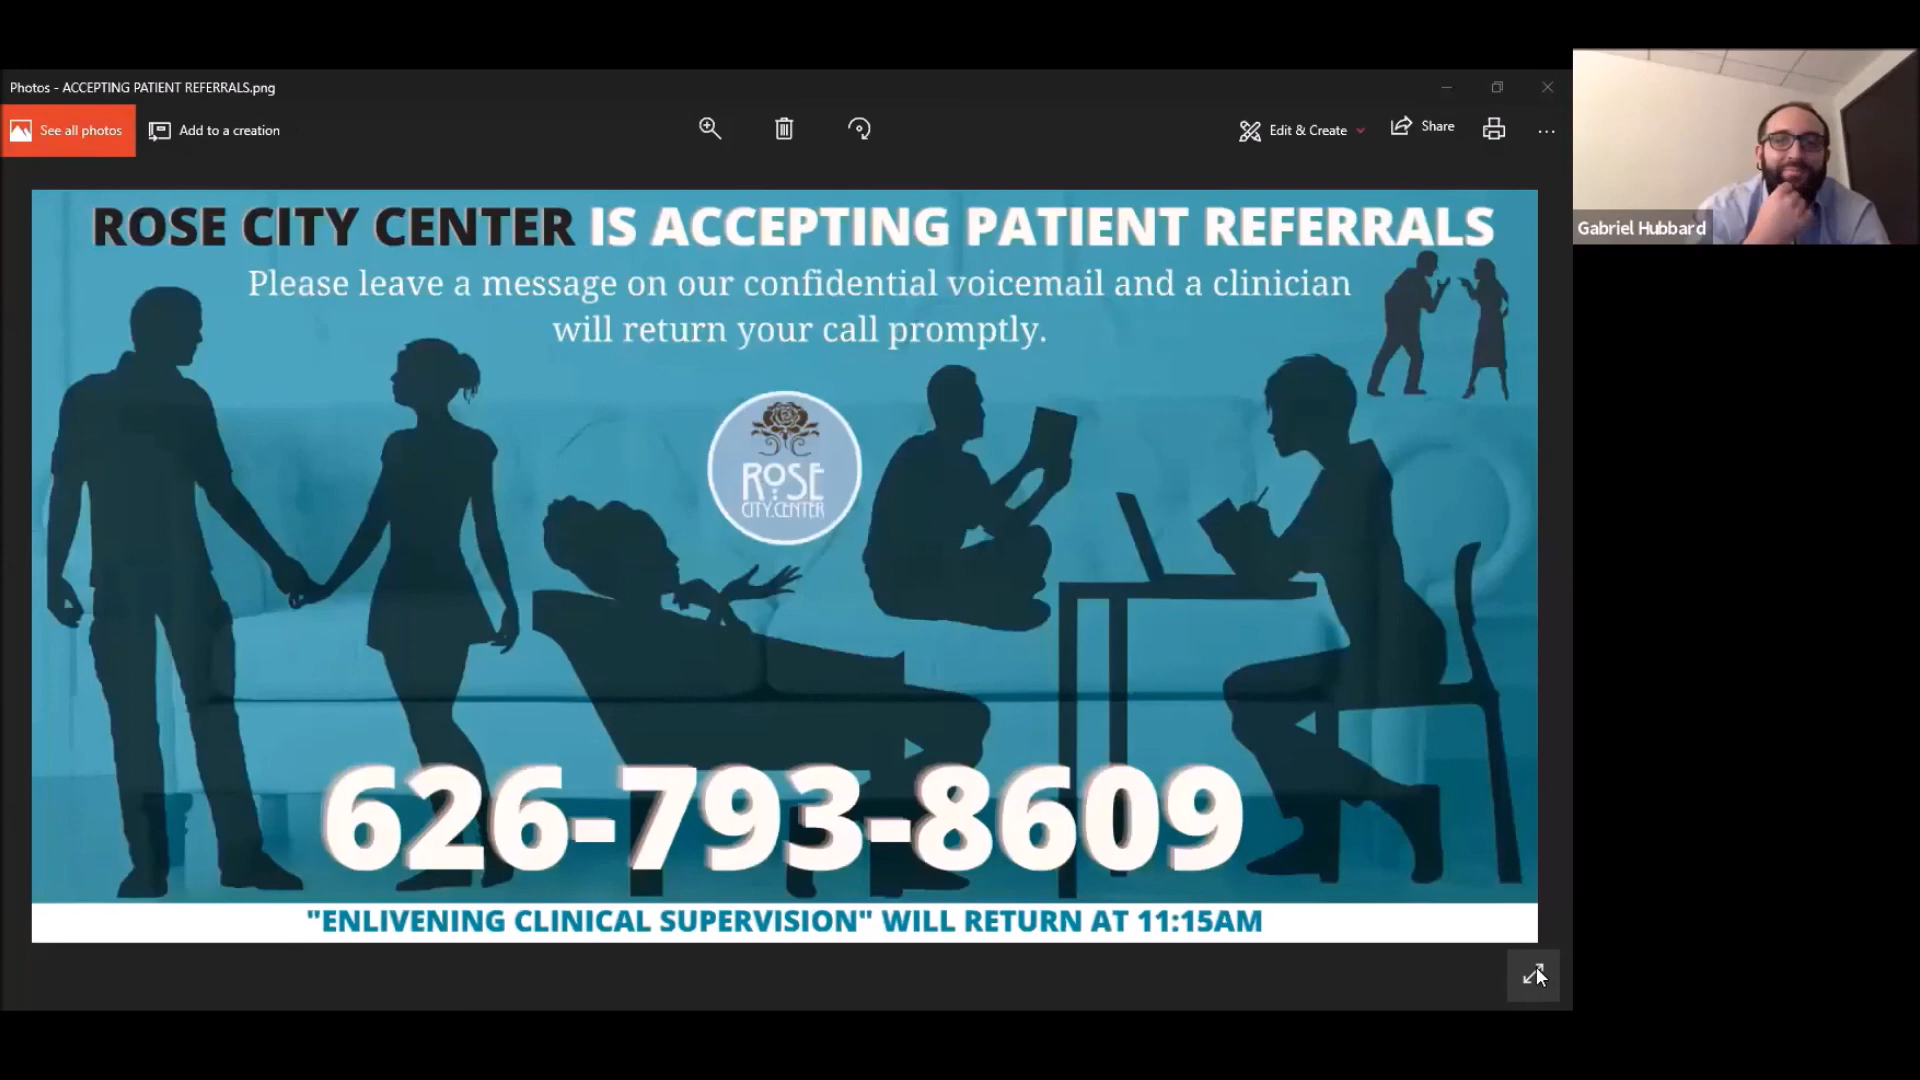 Photos - ACCEPTING PATIENT REFERRALS.png
See all photos
Add to a creation
Edit & Create
Share
Gabriel Hubbard
ROSE CITY CENTER IS ACCEPTING PATIENT REFERRALS
Please leave a message on our confidential voicemail and a clinician
will return your call promptly.
ROSE
CITY CENTER
626-793-8609
"ENLIVENING CLINICAL SUPERVISION" WILL RETURN AT 11:15AM